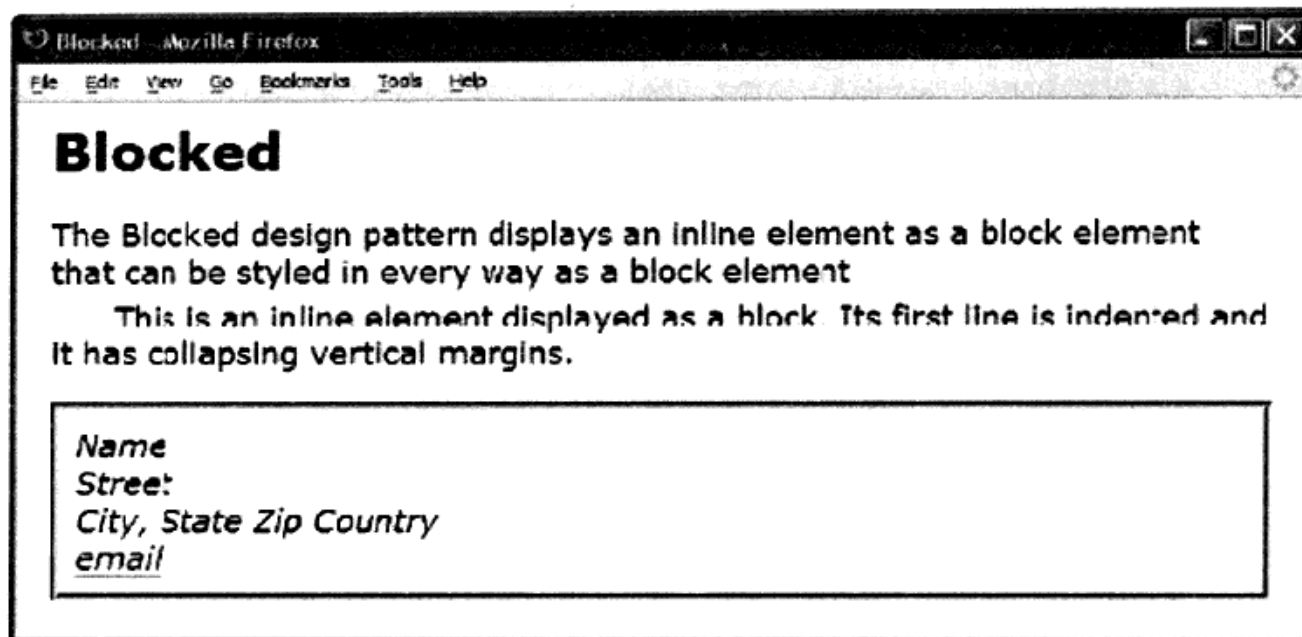 Blocked - Mozilla Firefox
File Edit View Go Bookmarks Tools Help
Blocked
The Blocked design pattern displays an inline element as a block element
that can be styled in every way as a block element
This is an inline element displayed as a block. Its first line is indented and
it has collapsing vertical margins.
Name
Street
City, State Zip Country
email